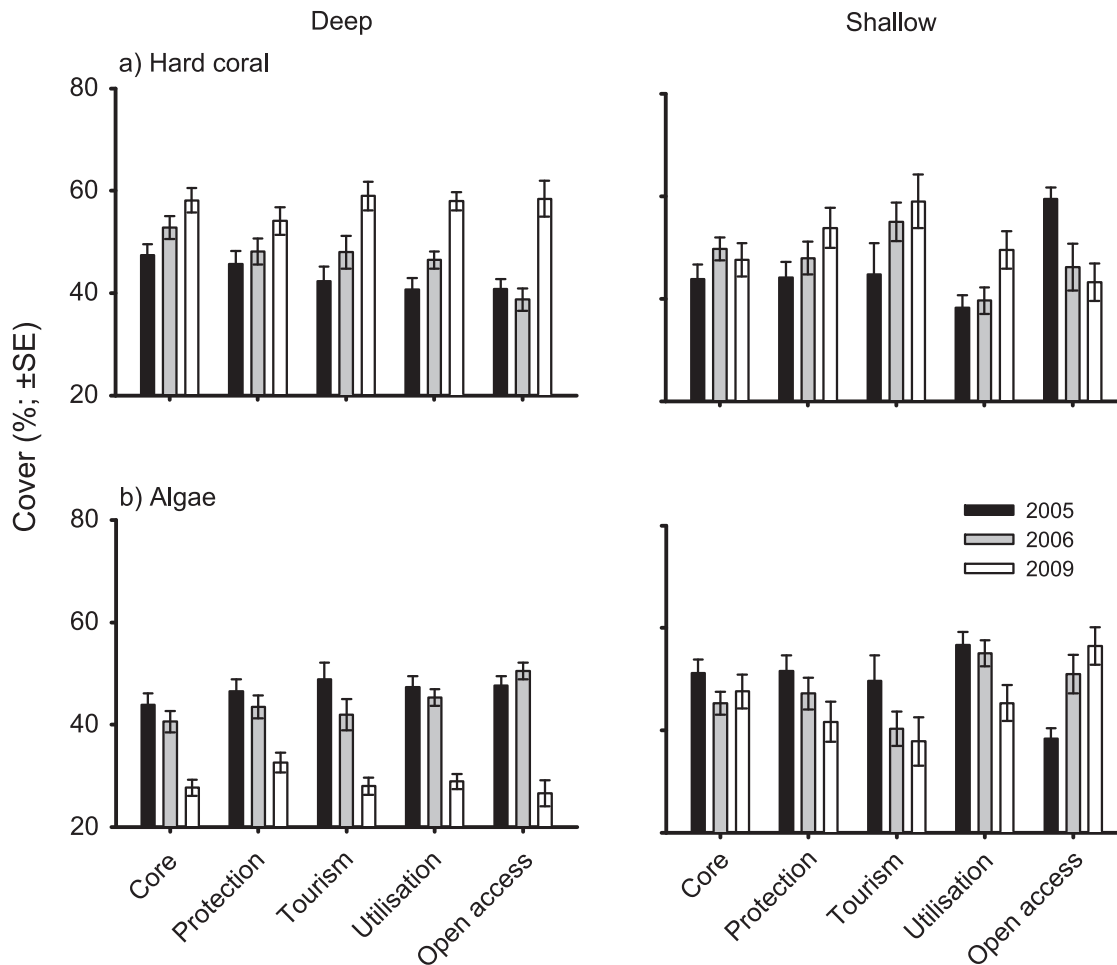 Deep
Shallow
a) Hard coral
80
60
40
20
Cover (%; ±SE)
b) Algae
80
60
40
20
2005
2006
2009
Core
Protection
Tourism
Utilisation
Open access
Core
Protection
Tourism
Utilisation
Open access